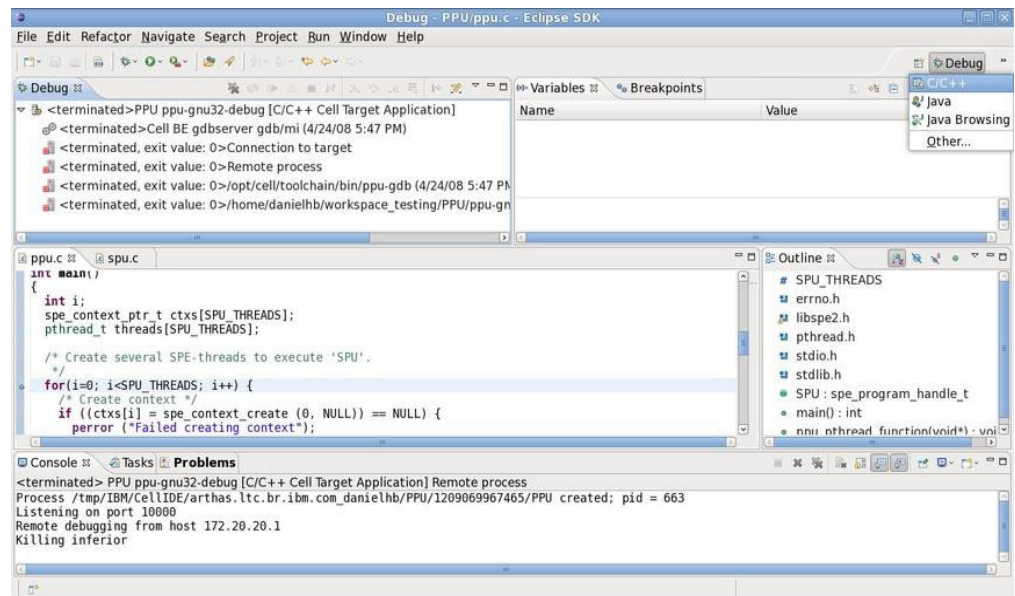 Debug - PPU/ppu.c - Eclipse SDK
File Edit Refactor Navigate Search Project Run Window Help
Debug
Debug
Variables
Breakpoints
C/C++
Java
Java Browsing
Other...
<terminated>PPU ppu-gnu32-debug [C/C++ Cell Target Application]
<terminated>Cell BE gdbserver gdb/mi (4/24/08 5:47 PM)
<terminated, exit value: 0>Connection to target
<terminated, exit value: 0>Remote process
<terminated, exit value: 0>/opt/cell/toolchain/bin/ppu-gdb (4/24/08 5:47 PM
<terminated, exit value: 0>/home/danielhb/workspace_testing/PPU/ppu-gn
Name Value
ppu.c spu.c
int main()
{
int i;
spe_context_ptr_t ctxs[SPU_THREADS];
pthread_t threads[SPU_THREADS];
/* Create several SPE-threads to execute 'SPU'.
*/
for(i=0; i<SPU_THREADS; i++) {
/* Create context */
if ((ctxs[i] = spe_context_create (0, NULL)) == NULL) {
perror ("Failed creating context");
Outline
# SPU_THREADS
errno.h
libspe2.h
pthread.h
stdio.h
stdlib.h
SPU : spe_program_handle_t
main() : int
ppu_pthread_function(void*) : voi
Console Tasks Problems
<terminated> PPU ppu-gnu32-debug [C/C++ Cell Target Application] Remote process
Process /tmp/IBM/CellIDE/arthas.ltc.br.ibm.com_danielhb/PPU/1209069967465/PPU created; pid = 663
Listening on port 10000
Remote debugging from host 172.20.20.1
Killing inferior